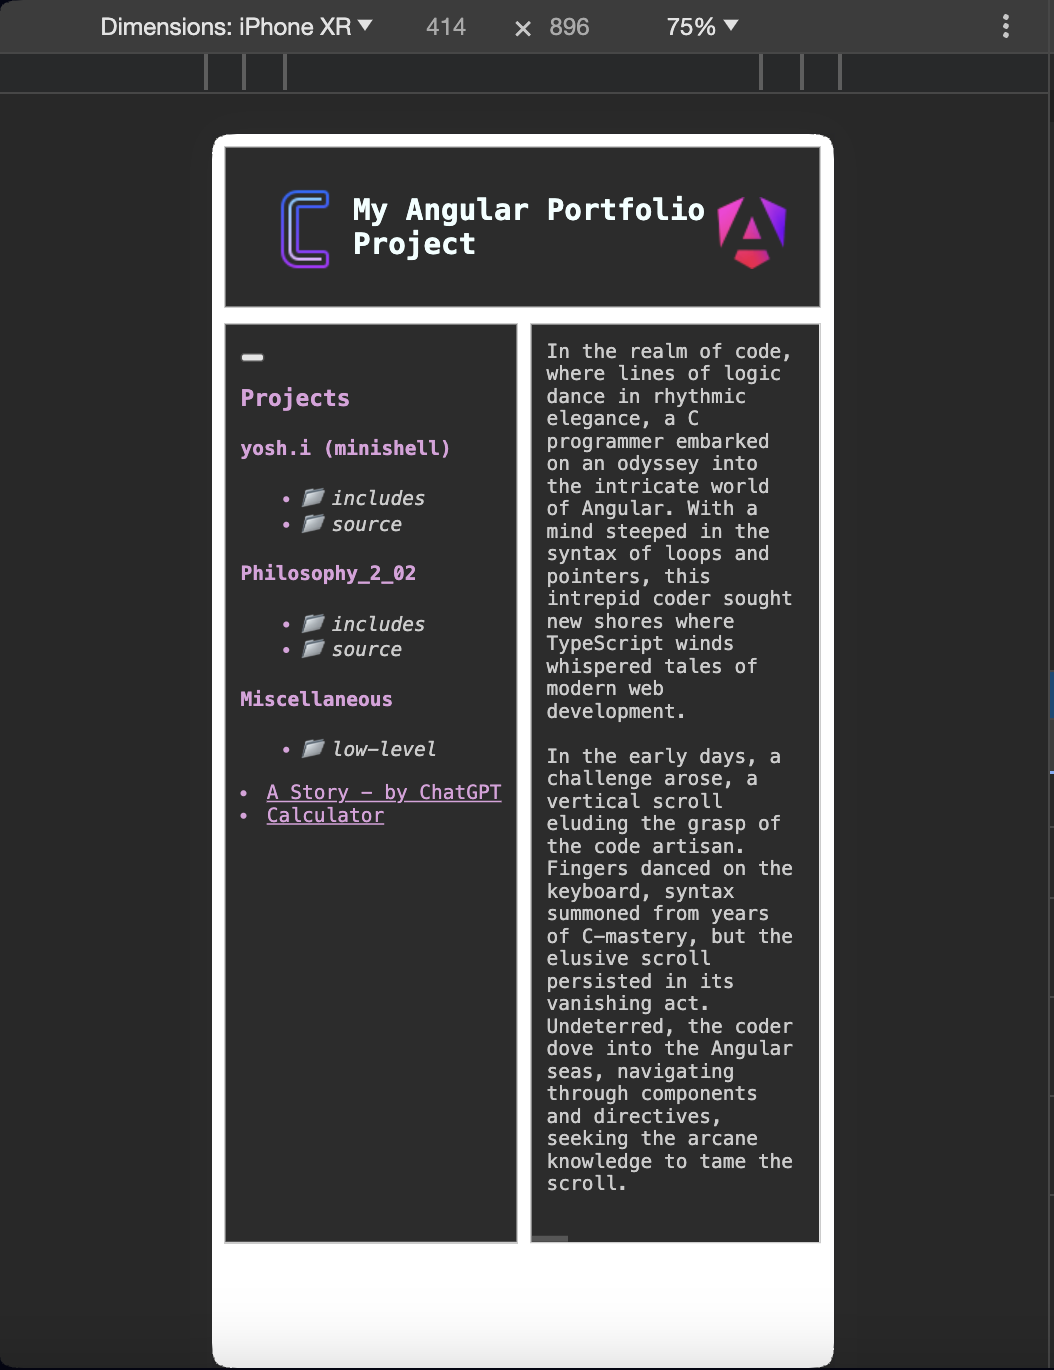 Dimensions: iPhone XR ▼ 414 × 896 75% ▼
My Angular Portfolio
Project
Projects
yosh.i (minishell)
• includes
• source
Philosophy_2_02
• includes
• source
Miscellaneous
• low-level
• A Story - by ChatGPT
• Calculator
In the realm of code,
where lines of logic
dance in rhythmic
elegance, a C
programmer embarked
on an odyssey into
the intricate world
of Angular. With a
mind steeped in the
syntax of loops and
pointers, this
intrepid coder sought
new shores where
TypeScript winds
whispered tales of
modern web
development.
In the early days, a
challenge arose, a
vertical scroll
eluding the grasp of
the code artisan.
Fingers danced on the
keyboard, syntax
summoned from years
of C-mastery, but the
elusive scroll
persisted in its
vanishing act.
Undeterred, the coder
dove into the Angular
seas, navigating
through components
and directives,
seeking the arcane
knowledge to tame the
scroll.